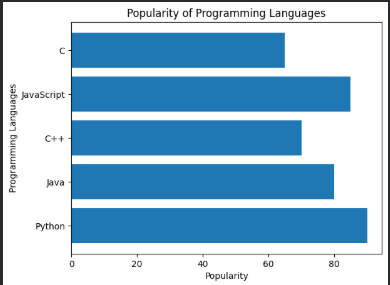 Popularity of Programming Languages
Programming Languages
C
JavaScript
C++
Java
Python
0 20 40 60 80
Popularity